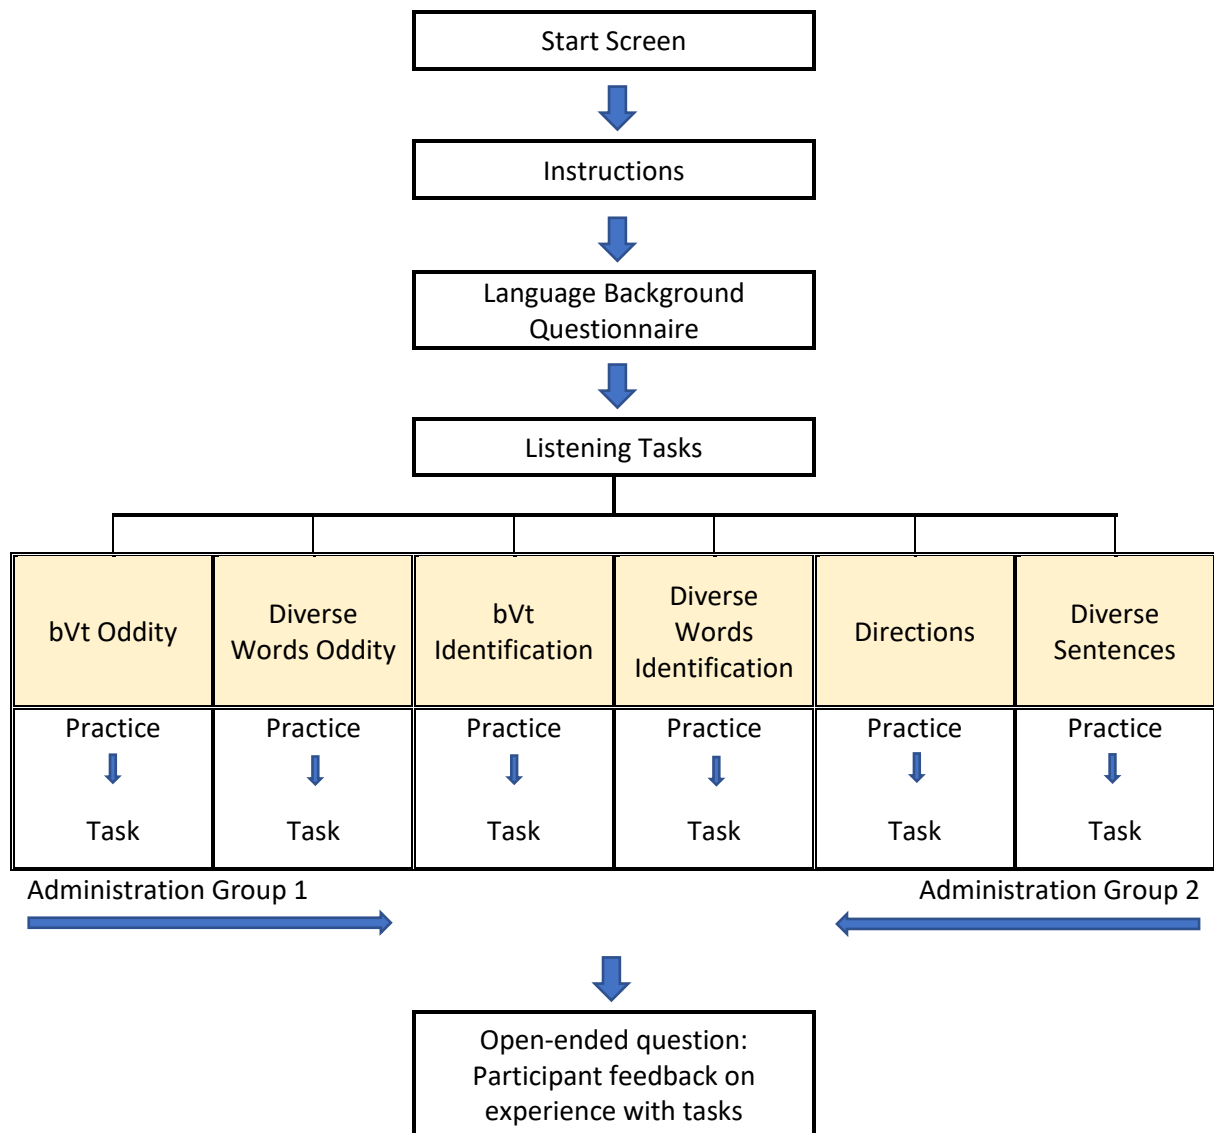 Start Screen
Instructions
Language Background
Questionnaire
Listening Tasks
bVt Oddity
Diverse
Words Oddity
bVt
Identification
Diverse
Words
Identification
Directions
Diverse
Sentences
Practice
Task
Practice
Task
Practice
Task
Practice
Task
Practice
Task
Practice
Task
Administration Group 1
Administration Group 2
Open-ended question:
Participant feedback on
experience with tasks